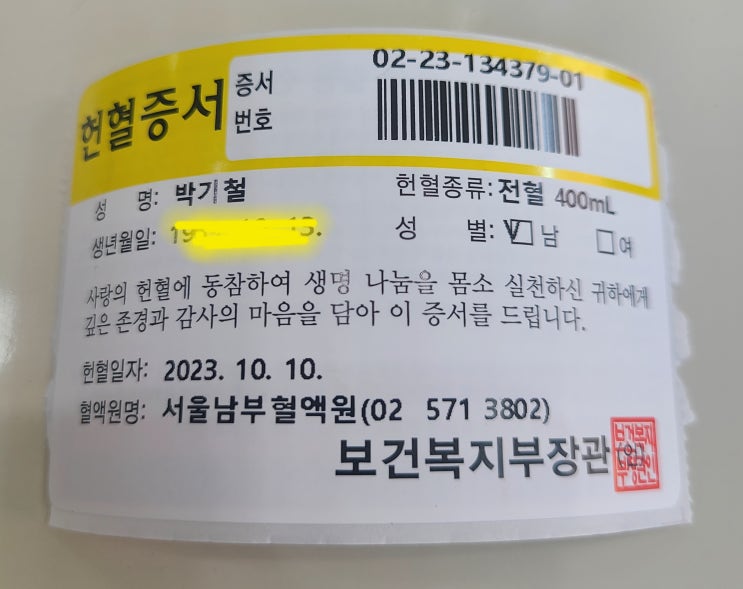 헌혈증서
증서
번호
02-23-134379-01
성 명: 박기철
헌혈종류: 전혈 400mL
생년월일:
성 별: V 남 여
사랑의 헌혈에 동참하여 생명 나눔을 몸소 실천하신 귀하에게
깊은 존경과 감사의 마음을 담아 이 증서를 드립니다.
헌혈일자: 2023. 10. 10.
혈액원명: 서울남부혈액원(02 571 3802)
보건복지부장관